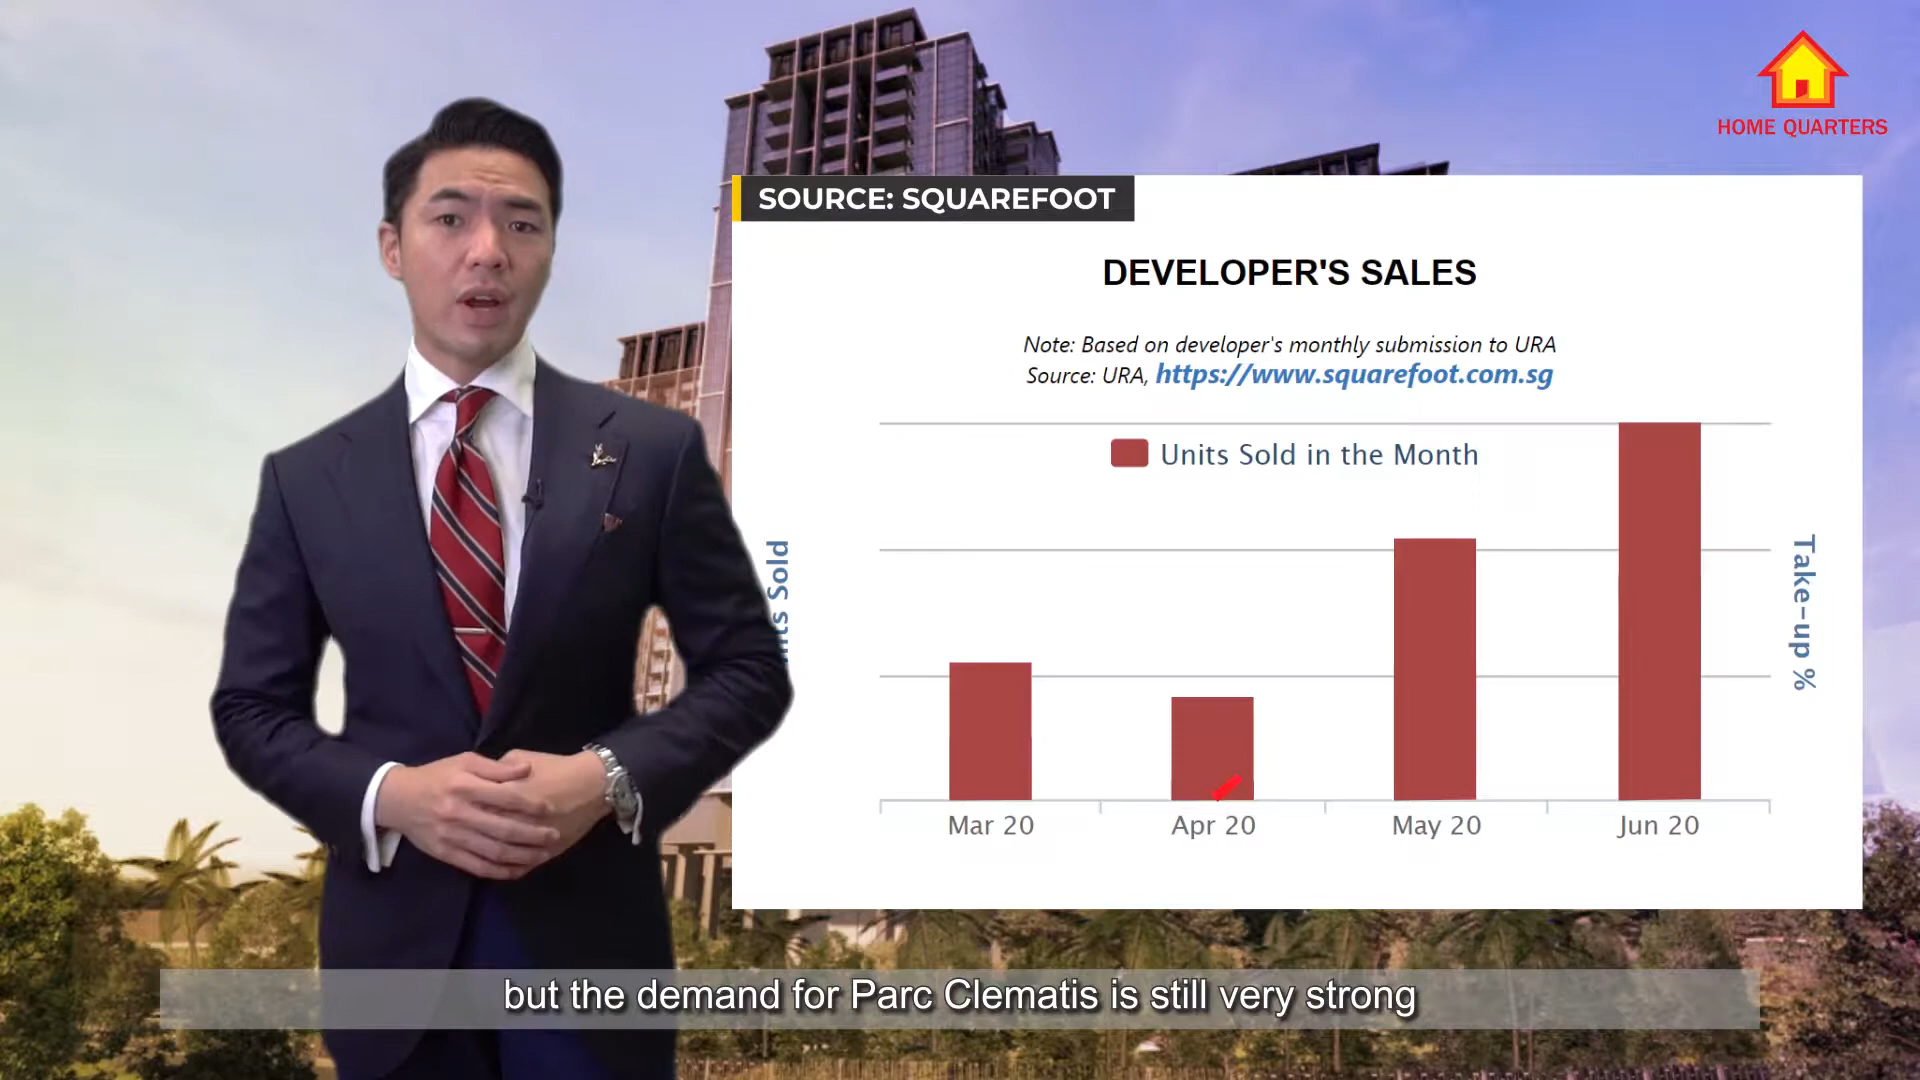 HOME QUARTERS
SOURCE: SQUAREFOOT
DEVELOPER'S SALES
Note: Based on developer's monthly submission to URA
Source: URA, https://www.squarefoot.com.sg
Units Sold in the Month
Sold
Take-up %
Mar 20
Apr 20
May 20
Jun 20
but the demand for Parc Clematis is still very strong